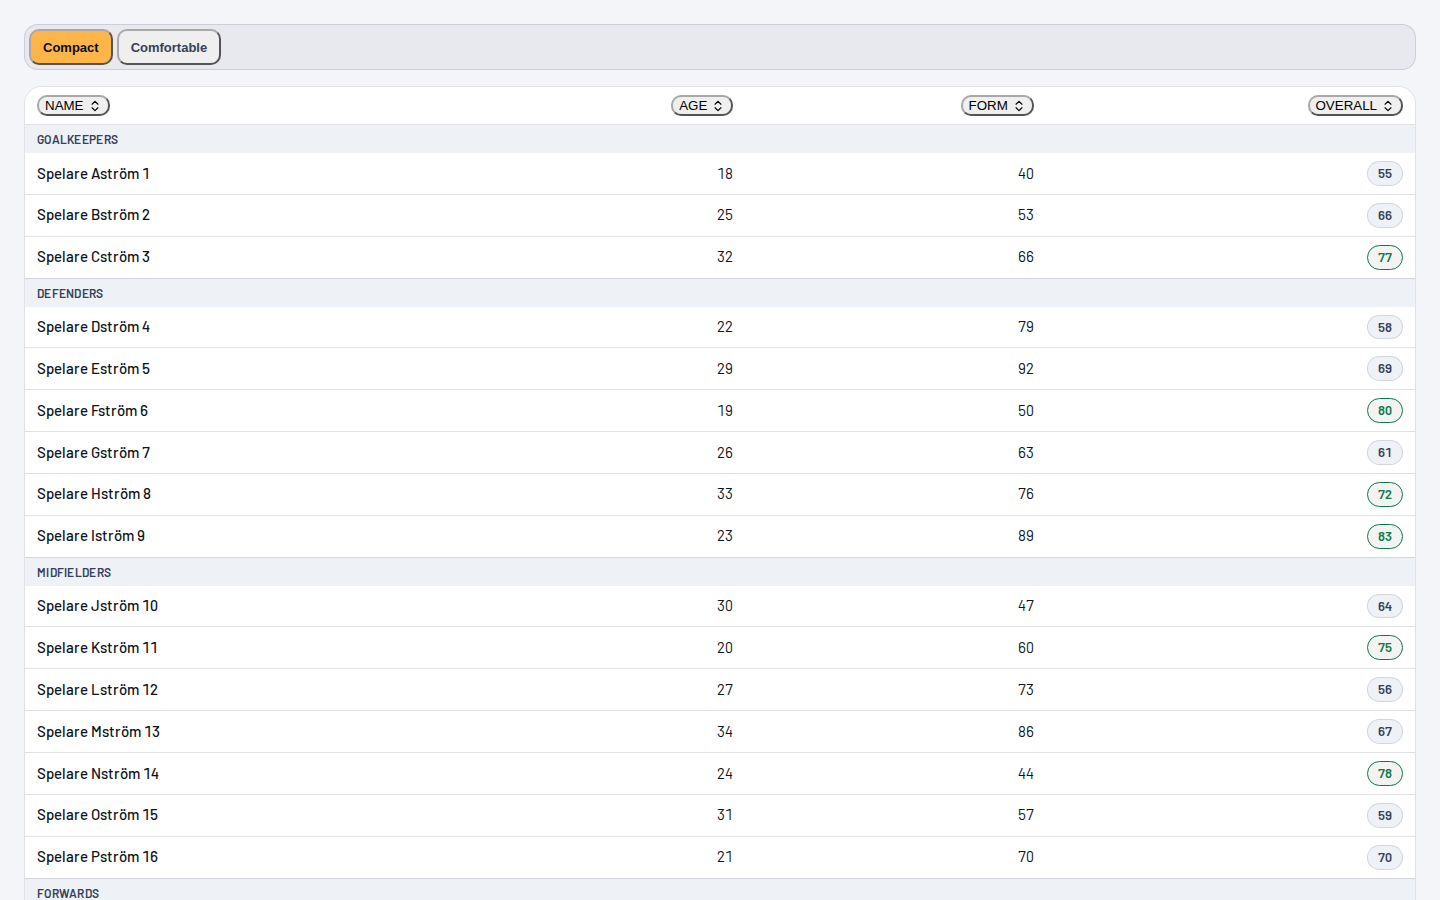 Compact Comfortable
NAME AGE FORM OVERALL
GOALKEEPERS
Spelare Aström 1 18 40 55
Spelare Bström 2 25 53 66
Spelare Cström 3 32 66 77
DEFENDERS
Spelare Dström 4 22 79 58
Spelare Eström 5 29 92 69
Spelare Fström 6 19 50 80
Spelare Gström 7 26 63 61
Spelare Hström 8 33 76 72
Spelare Iström 9 23 89 83
MIDFIELDERS
Spelare Jström 10 30 47 64
Spelare Kström 11 20 60 75
Spelare Lström 12 27 73 56
Spelare Mström 13 34 86 67
Spelare Nström 14 24 44 78
Spelare Oström 15 31 57 59
Spelare Pström 16 21 70 70
FORWARDS